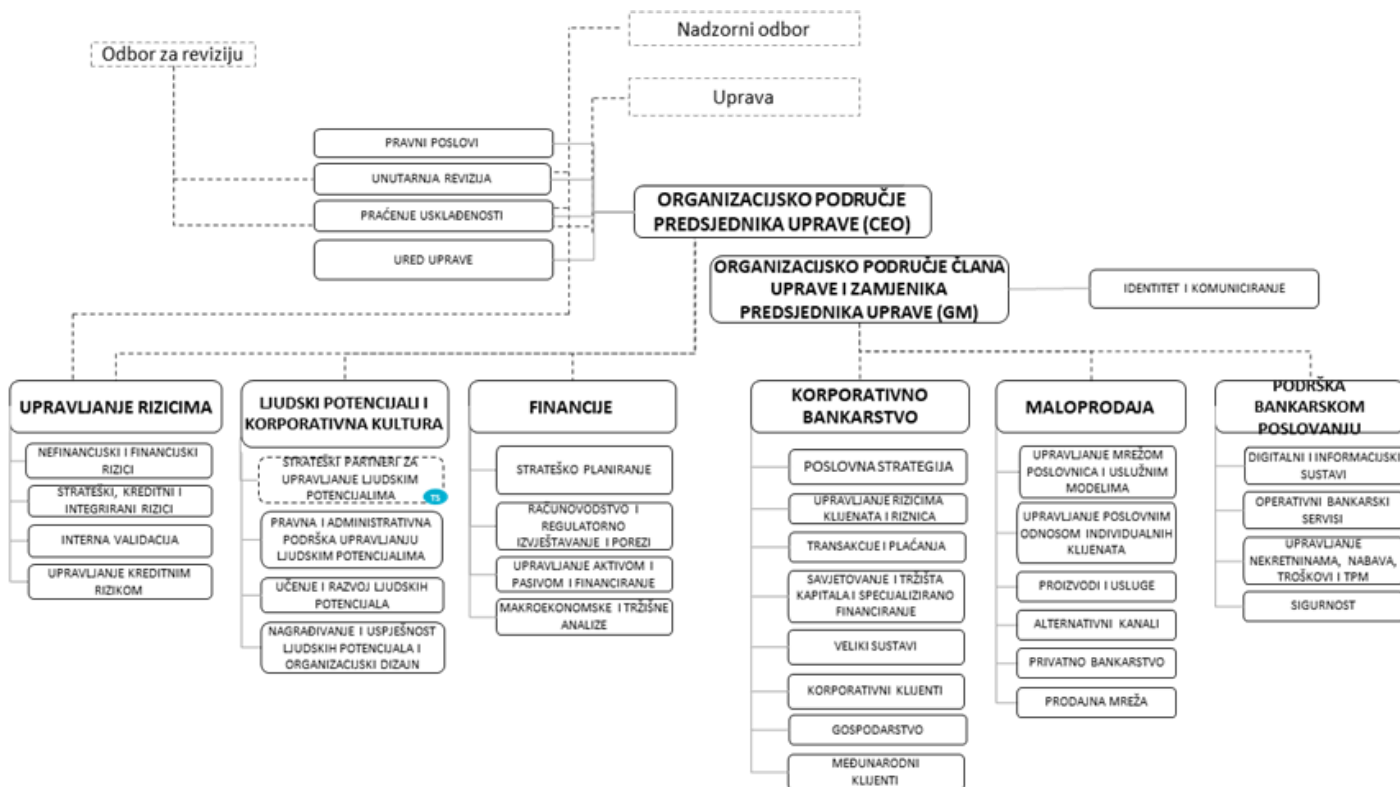 Nadzorni odbor
Odbor za reviziju
Uprava
PRAVNI POSLOVI
UNUTARNJA REVIZIJA
PRAĆENJE USKLAĐENOSTI
URED UPRAVE
ORGANIZACIJSKO PODRUČJE
PREDSJEDNIKA UPRAVE (CEO)
ORGANIZACIJSKO PODRUČJE ČLANA
UPRAVE I ZAMJENIKA
PREDSJEDNIKA UPRAVE (GM)
IDENTITET I KOMUNICIRANJE
UPRAVLJANJE RIZICIMA
NEFINANCIJSKI I FINANCIJSKI
RIZICI
STRATEŠKI, KREDITNI I
INTEGRIRANI RIZICI
INTERNA VALIDACIJA
UPRAVLJANJE KREDITNIM
RIZIKOM
LJUDSKI POTENCIJALI I
KORPORATIVNA KULTURA
STRATEŠKI PARTNERI ZA
UPRAVLJANJE LJUDSKIM
POTENCIJALIMA
TS
PRAVNA I ADMINISTRATIVNA
PODRŠKA UPRAVLJANJU
LJUDSKIM POTENCIJALIMA
UČENJE I RAZVOJ LJUDSKIH
POTENCIJALA
NAGRAĐIVANJE I USPJEŠNOST
LJUDSKIH POTENCIJALA I
ORGANIZACIJSKI DIZAJN
FINANCIJE
STRATEŠKO PLANIRANJE
RAČUNOVODSTVO I
REGULATORNO
IZVJEŠTAVANJE I POREZI
UPRAVLJANJE AKTIVOM I
PASIVOM I FINANCIRANJE
MAKROEKONOMSKE I TRŽIŠNE
ANALIZE
KORPORATIVNO
BANKARSTVO
POSLOVNA STRATEGIJA
UPRAVLJANJE RIZICIMA
KLIJENATA I RIZNICA
TRANSAKCIJE I PLAĆANJA
SAVJETOVANJE I TRŽIŠTA
KAPITALA I SPECIJALIZIRANO
FINANCIRANJE
VELIKI SUSTAVI
KORPORATIVNI KLIJENTI
GOSPODARSTVO
MEĐUNARODNI
KLIJENTI
MALOPRODAJA
UPRAVLJANJE MREŽOM
POSLOVNICA I USLUŽNIM
MODELIMA
UPRAVLJANJE POSLOVNIM
ODNOSOM INDIVIDUALNIH
KLIJENATA
PROIZVODI I USLUGE
ALTERNATIVNI KANALI
PRIVATNO BANKARSTVO
PRODAJNA MREŽA
PODRŠKA
BANKARSKOM
POSLOVANJU
DIGITALNI I INFORMACIJSKI
SUSTAVI
OPERATIVNI BANKARSKI
SERVISI
UPRAVLJANJE
NEKRETNINAMA, NABAVA,
TROŠKOVI I TPM
SIGURNOST